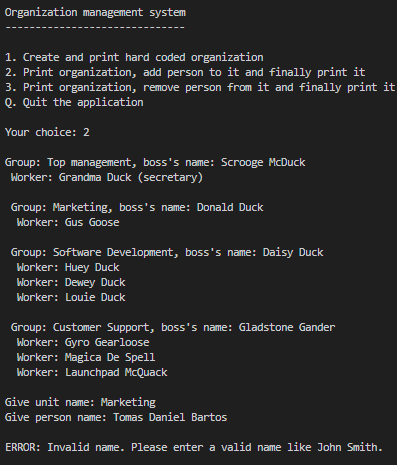 Organization management system
------------------------------
1. Create and print hard coded organization
2. Print organization, add person to it and finally print it
3. Print organization, remove person from it and finally print it
Q. Quit the application
Your choice: 2
Group: Top management, boss's name: Scrooge McDuck
Worker: Grandma Duck (secretary)
Group: Marketing, boss's name: Donald Duck
Worker: Gus Goose
Group: Software Development, boss's name: Daisy Duck
Worker: Huey Duck
Worker: Dewey Duck
Worker: Louie Duck
Group: Customer Support, boss's name: Gladstone Gander
Worker: Gyro Gearloose
Worker: Magica De Spell
Worker: Launchpad McQuack
Give unit name: Marketing
Give person name: Tomas Daniel Bartos
ERROR: Invalid name. Please enter a valid name like John Smith.